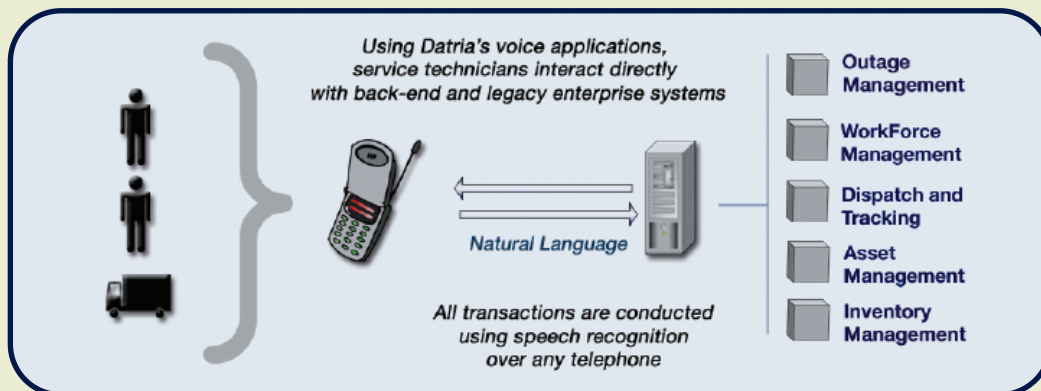 Using Datria's voice applications,
service technicians interact directly
with back-end and legacy enterprise systems
Natural Language
All transactions are conducted
using speech recognition
over any telephone
Outage
Management
WorkForce
Management
Dispatch and
Tracking
Asset
Management
Inventory
Management